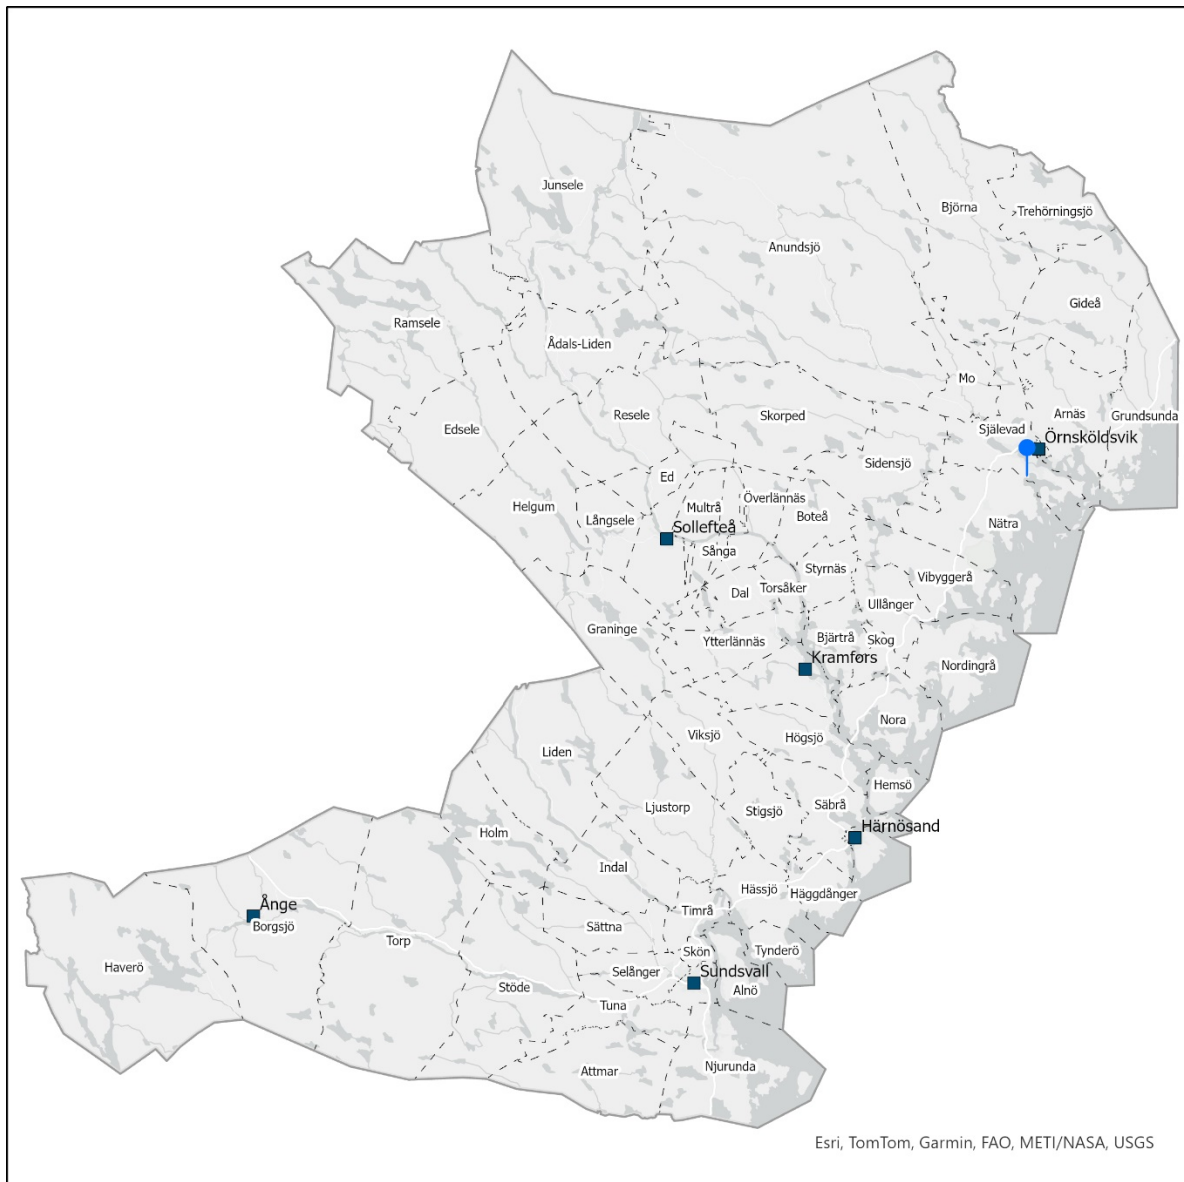 Junsele
Björna
Trehörningsjö
Anundsjö
Gideå
Ramsele
Ådals-Liden
Mo
Resele
Skorped
Arnäs
Grundsunda
Edsele
Själevad
Örnsköldsvik
Sidensjö
Ed
Helgum
Multrå
Överlännäs
Långsele
Boteå
Sollefteå
Nätra
Sånga
Styrnäs
Vibyggerå
Dal
Torsåker
Ullånger
Graninge
Ytterlännäs
Bjärtrå
Skog
Kramfors
Nordingrå
Nora
Viksjö
Högsjö
Liden
Hemsö
Ljustorp
Stigsjö
Säbrå
Härnösand
Holm
Indal
Hässjö
Häggdånger
Ånge
Timrå
Borgsjö
Sättna
Torp
Skön
Tynderö
Haverö
Selånger
Sundsvall
Stöde
Alnö
Tuna
Attmar
Njurunda
Esri, TomTom, Garmin, FAO, METI/NASA, USGS